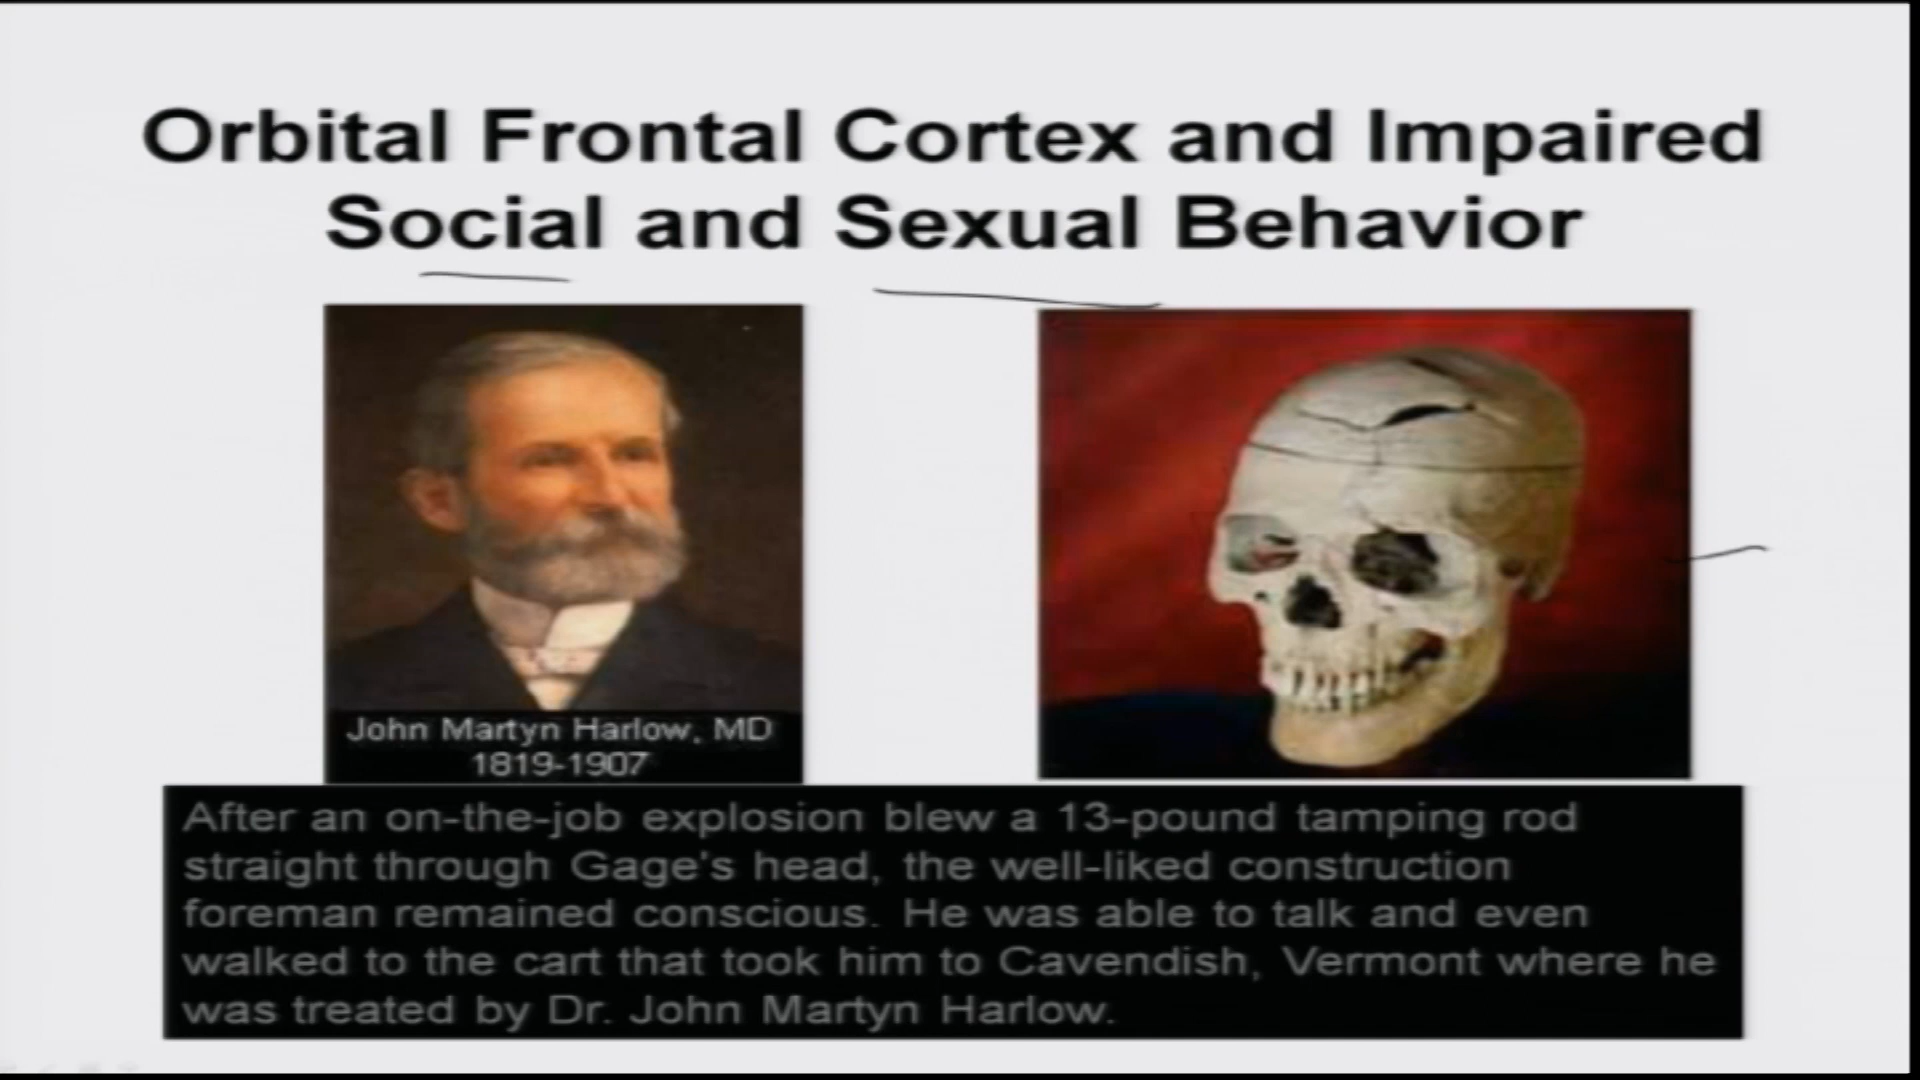 Orbital Frontal Cortex and Impaired
Social and Sexual Behavior
John Martyn Harlow, MD
1819-1907
After an on-the-job explosion blew a 13-pound tamping rod
straight through Gage's head, the well-liked construction
foreman remained conscious. He was able to talk and even
walked to the cart that took him to Cavendish, Vermont where he
was treated by Dr. John Martyn Harlow.